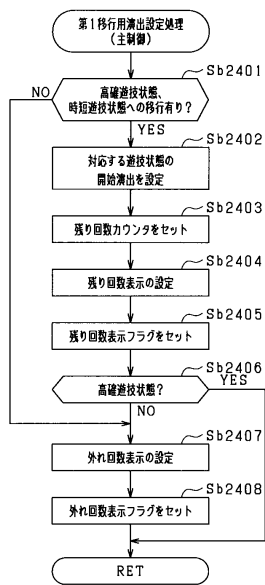 第1移行用演出設定処理
(主制御)
Sb2401
高確遊技状態、
時短遊技状態への移行有り?
NO
YES
Sb2402
対応する遊技状態の
開始演出を設定
Sb2403
残り回数カウンタをセット
Sb2404
残り回数表示の設定
Sb2405
残り回数表示フラグをセット
Sb2406
高確遊技状態?
YES
NO
Sb2407
外れ回数表示の設定
Sb2408
外れ回数表示フラグをセット
RET